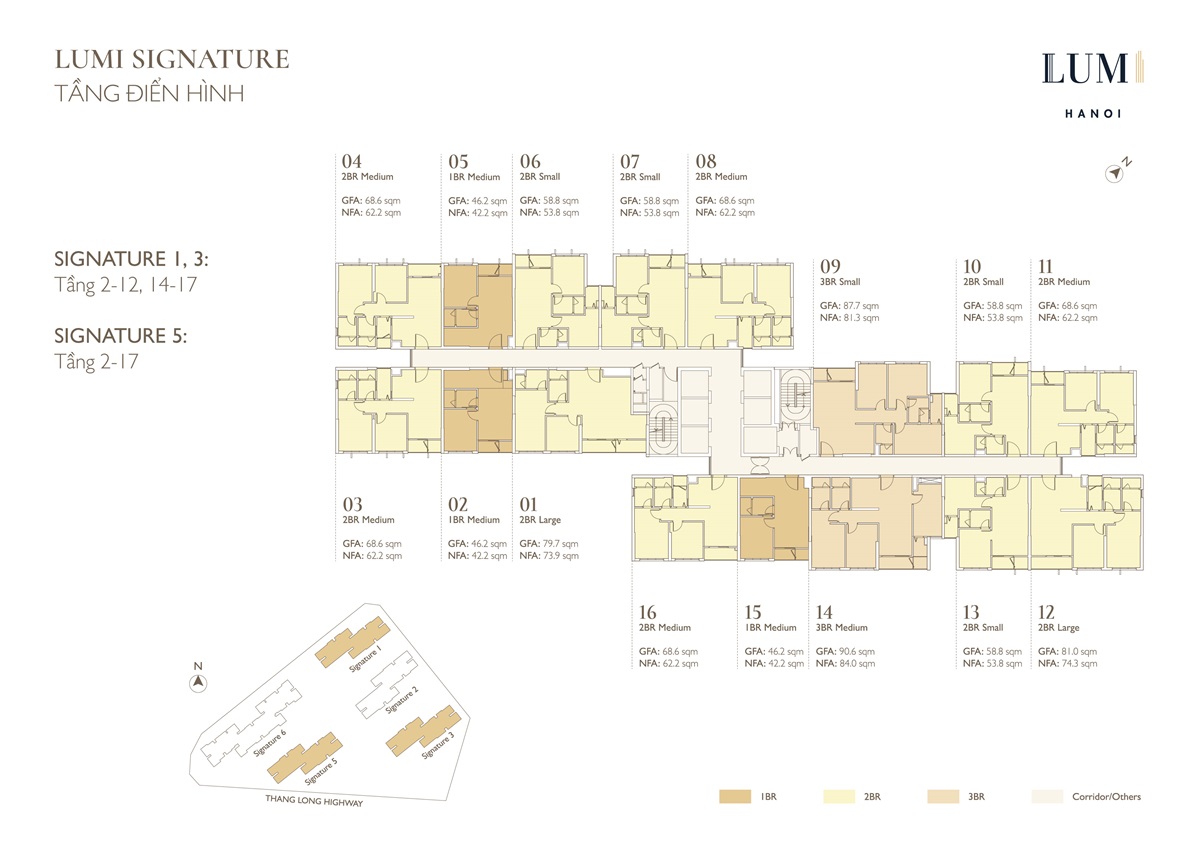 LUMI SIGNATURE
TẦNG ĐIỂN HÌNH
LUMI
HANOI
N
SIGNATURE 1, 3:
Tầng 2-12, 14-17
SIGNATURE 5:
Tầng 2-17
04
2BR Medium
GFA: 68.6 sqm
NFA: 62.2 sqm
05
1BR Medium
GFA: 46.2 sqm
NFA: 42.2 sqm
06
2BR Small
GFA: 58.8 sqm
NFA: 53.8 sqm
07
2BR Small
GFA: 58.8 sqm
NFA: 53.8 sqm
08
2BR Medium
GFA: 68.6 sqm
NFA: 62.2 sqm
09
3BR Small
GFA: 87.7 sqm
NFA: 81.3 sqm
10
2BR Small
GFA: 58.8 sqm
NFA: 53.8 sqm
11
2BR Medium
GFA: 68.6 sqm
NFA: 62.2 sqm
03
2BR Medium
GFA: 68.6 sqm
NFA: 62.2 sqm
02
1BR Medium
GFA: 46.2 sqm
NFA: 42.2 sqm
01
2BR Large
GFA: 79.7 sqm
NFA: 73.9 sqm
16
2BR Medium
GFA: 68.6 sqm
NFA: 62.2 sqm
15
1BR Medium
GFA: 46.2 sqm
NFA: 42.2 sqm
14
3BR Medium
GFA: 90.6 sqm
NFA: 84.0 sqm
13
2BR Small
GFA: 58.8 sqm
NFA: 53.8 sqm
12
2BR Large
GFA: 81.0 sqm
NFA: 74.3 sqm
N
Signature 1
Signature 2
Signature 3
Signature 6
Signature 5
THANG LONG HIGHWAY
1BR
2BR
3BR
Corridor/Others